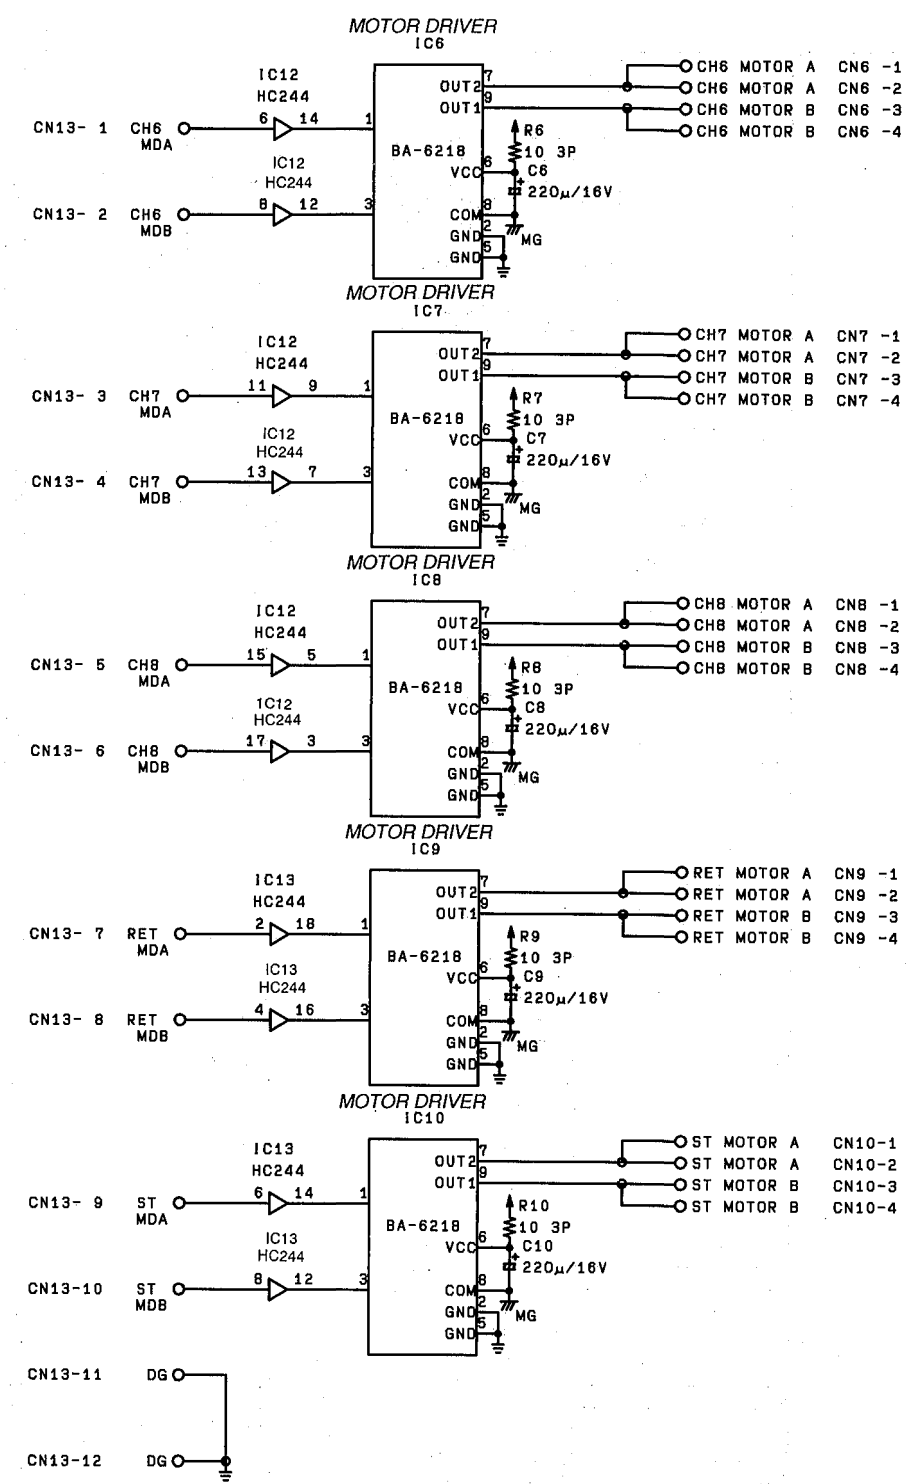 MOTOR DRIVER
IC6
IC12
HC244
CN13- 1 CH6 MDA 6 14 1
IC12
HC244
CN13- 2 CH6 MDB 8 12 3
BA-6218
OUT2 7
OUT1 9
VCC 6
COM 8
GND 2
GND 5
R6
10 3P
C6
+
220µ/16V
MG
CH6 MOTOR A CN6 -1
CH6 MOTOR A CN6 -2
CH6 MOTOR B CN6 -3
CH6 MOTOR B CN6 -4
MOTOR DRIVER
IC7
IC12
HC244
CN13- 3 CH7 MDA 11 9 1
IC12
HC244
CN13- 4 CH7 MDB 13 7 3
BA-6218
OUT2 7
OUT1 9
VCC 6
COM 8
GND 2
GND 5
R7
10 3P
C7
+
220µ/16V
MG
CH7 MOTOR A CN7 -1
CH7 MOTOR A CN7 -2
CH7 MOTOR B CN7 -3
CH7 MOTOR B CN7 -4
MOTOR DRIVER
IC8
IC12
HC244
CN13- 5 CH8 MDA 15 5 1
1C12
HC244
CN13- 6 CH8 MDB 17 3 3
BA-6218
OUT2 7
OUT1 9
VCC 6
COM 8
GND 2
GND 5
R8
10 3P
C8
+
220µ/16V
MG
CH8 MOTOR A CN8 -1
CH8 MOTOR A CN8 -2
CH8 MOTOR B CN8 -3
CH8 MOTOR B CN8 -4
MOTOR DRIVER
IC9
IC13
HC244
CN13- 7 RET MDA 2 18 1
IC13
HC244
CN13- 8 RET MDB 4 16 3
BA-6218
OUT2 7
OUT1 9
VCC 6
COM 8
GND 2
GND 5
R9
10 3P
C9
+
220µ/16V
MG
RET MOTOR A CN9 -1
RET MOTOR A CN9 -2
RET MOTOR B CN9 -3
RET MOTOR B CN9 -4
MOTOR DRIVER
IC10
IC13
HC244
CN13- 9 ST MDA 6 14 1
IC13
HC244
CN13-10 ST MDB 8 12 3
BA-6218
OUT2 7
OUT1 9
VCC 6
COM 8
GND 2
GND 5
R10
10 3P
C10
+
220µ/16V
MG
ST MOTOR A CN10-1
ST MOTOR A CN10-2
ST MOTOR B CN10-3
ST MOTOR B CN10-4
CN13-11 DG
CN13-12 DG